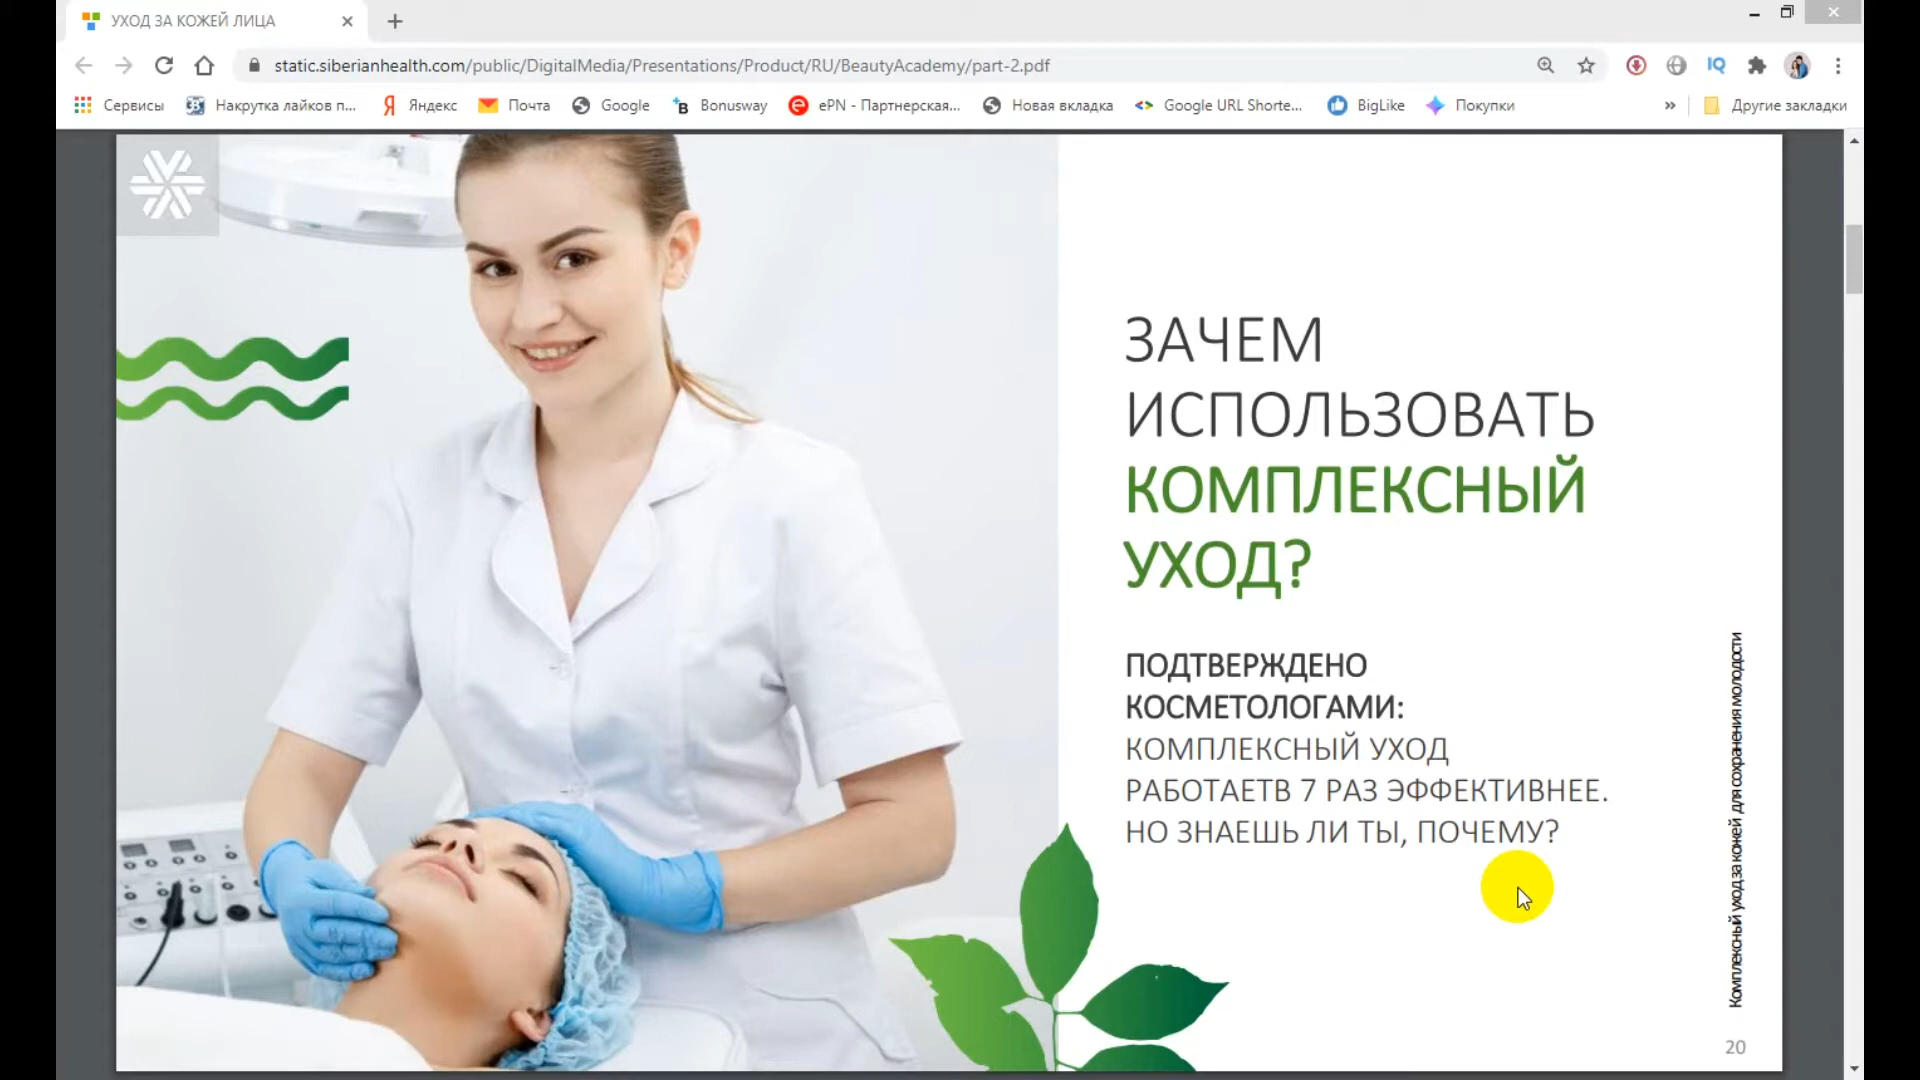 УХОД ЗА КОЖЕЙ ЛИЦА
static.siberianhealth.com/public/DigitalMedia/Presentations/Product/RU/BeautyAcademy/part-2.pdf
IQ
Сервисы
Накрутка лайков п...
Яндекс
Почта
Google
Bonusway
ePN - Партнерская...
Новая вкладка
Google URL Shorte...
BigLike
Покупки
»
Другие закладки
ЗАЧЕМ
ИСПОЛЬЗОВАТЬ
КОМПЛЕКСНЫЙ
УХОД?
ПОДТВЕРЖДЕНО
КОСМЕТОЛОГАМИ:
КОМПЛЕКСНЫЙ УХОД
РАБОТАЕТВ 7 РАЗ ЭФФЕКТИВНЕЕ.
НО ЗНАЕШЬ ЛИ ТЫ, ПОЧЕМУ?
Комплексный уход за кожей для сохранения молодости
20